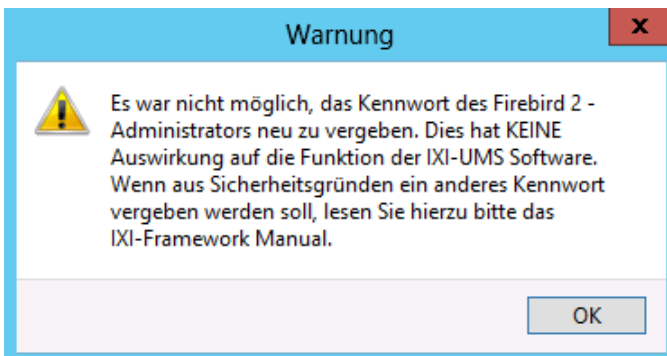 Warnung
x
Es war nicht möglich, das Kennwort des Firebird 2 -
Administrators neu zu vergeben. Dies hat KEINE
Auswirkung auf die Funktion der IXI-UMS Software.
Wenn aus Sicherheitsgründen ein anderes Kennwort
vergeben werden soll, lesen Sie hierzu bitte das
IXI-Framework Manual.
OK